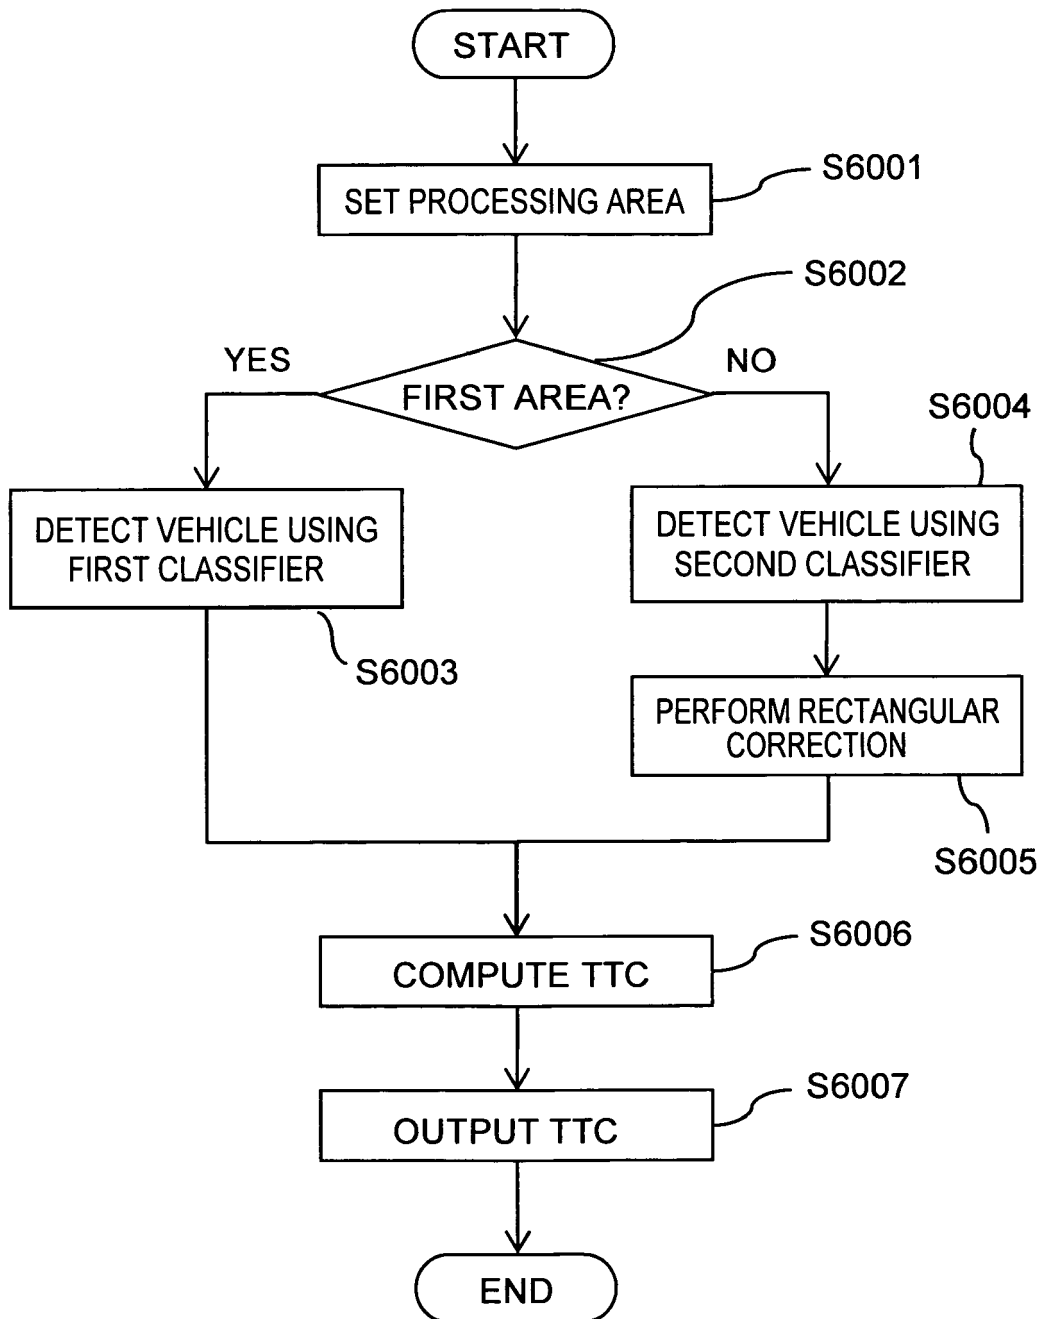 START
S6001
SET PROCESSING AREA
S6002
YES
NO
FIRST AREA?
S6004
DETECT VEHICLE USING
FIRST CLASSIFIER
DETECT VEHICLE USING
SECOND CLASSIFIER
S6003
PERFORM RECTANGULAR
CORRECTION
S6005
S6006
COMPUTE TTC
S6007
OUTPUT TTC
END